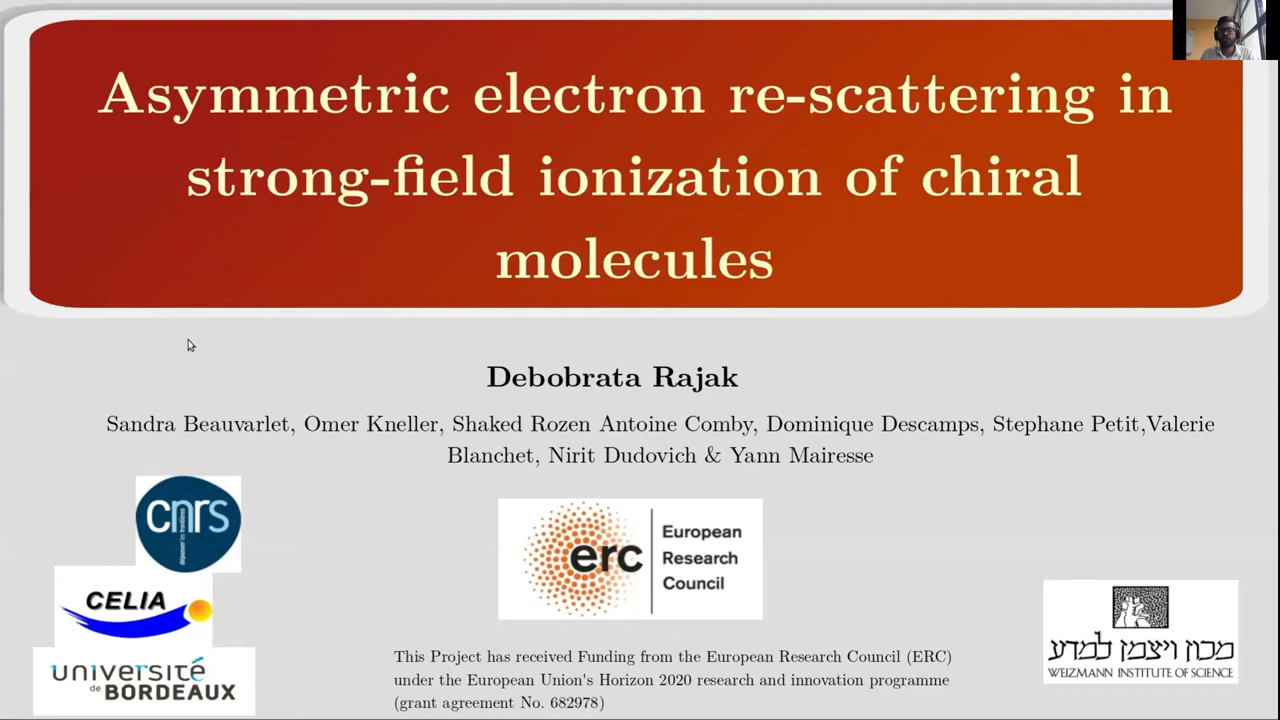 Asymmetric electron re-scattering in
strong-field ionization of chiral
molecules
Debobrata Rajak
Sandra Beauvarlet, Omer Kneller, Shaked Rozen Antoine Comby, Dominique Descamps, Stephane Petit,Valerie
Blanchet, Nirit Dudovich & Yann Mairesse
cnrs
dépasser les frontières
CELIA
université
de BORDEAUX
erc
European
Research
Council
This Project has received Funding from the European Research Council (ERC)
under the European Union's Horizon 2020 research and innovation programme
(grant agreement No. 682978)
מכון ויצמן למדע
WEIZMANN INSTITUTE OF SCIENCE